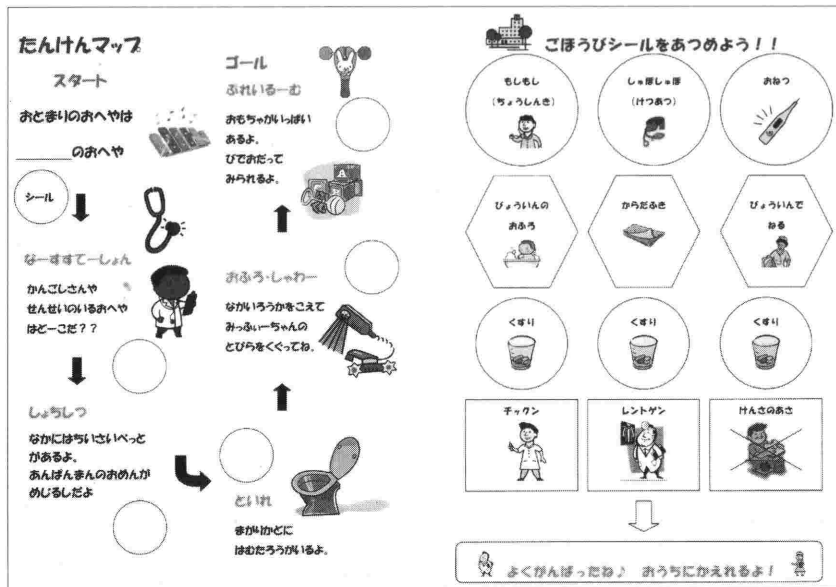 たんけんマップ
スタート
おとまりのおへやは
______のおへや
シール
なーすすてーしょん
かんごしさんや
せんせいのいるおへや
はどーこだ??
しょちしつ
なかにはちいさいべっと
があるよ。
あんぱんまんのおめんが
めじるしだよ
といれ
まがりかどに
はむたろうがいるよ。
おふろ・しゃわー
ながいろうかをこえて
みっふぃーちゃんの
とびらをくぐってね。
ゴール
ぷれいるーむ
おもちゃがいっぱい
あるよ。
びでおだって
みられるよ。
A
ごほうびシールをあつめよう!!
もしもし
(ちょうしんき)
しゅぽしゅぽ
(けつあつ)
おねつ
びょういんの
おふろ
からだふき
びょういんで
ねる
くすり
くすり
くすり
チックン
レントゲン
けんさのあさ
よくがんばったね♪ おうちにかえれるよ!